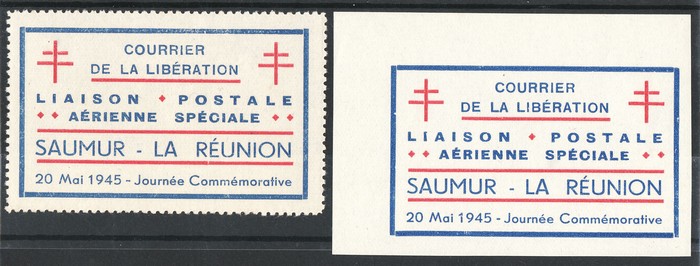 COURRIER
DE LA LIBÉRATION
LIAISON POSTALE
AÉRIENNE SPÉCIALE
SAUMUR - LA RÉUNION
20 Mai 1945 - Journée Commémorative
COURRIER
DE LA LIBÉRATION
LIAISON POSTALE
AÉRIENNE SPÉCIALE
SAUMUR - LA RÉUNION
20 Mai 1945 - Journée Commémorative